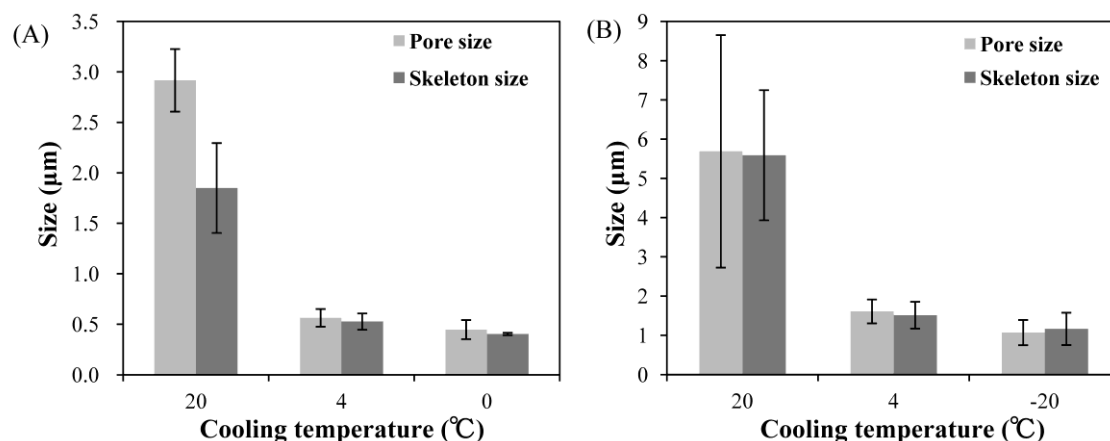 (A)
3.5
3.0
2.5
2.0
1.5
1.0
0.5
0.0
Size (μm)
Pore size
Skeleton size
20 4 0
Cooling temperature (℃)
(B)
9
8
7
6
5
4
3
2
1
0
Size (μm)
Pore size
Skeleton size
20 4 -20
Cooling temperature (℃)